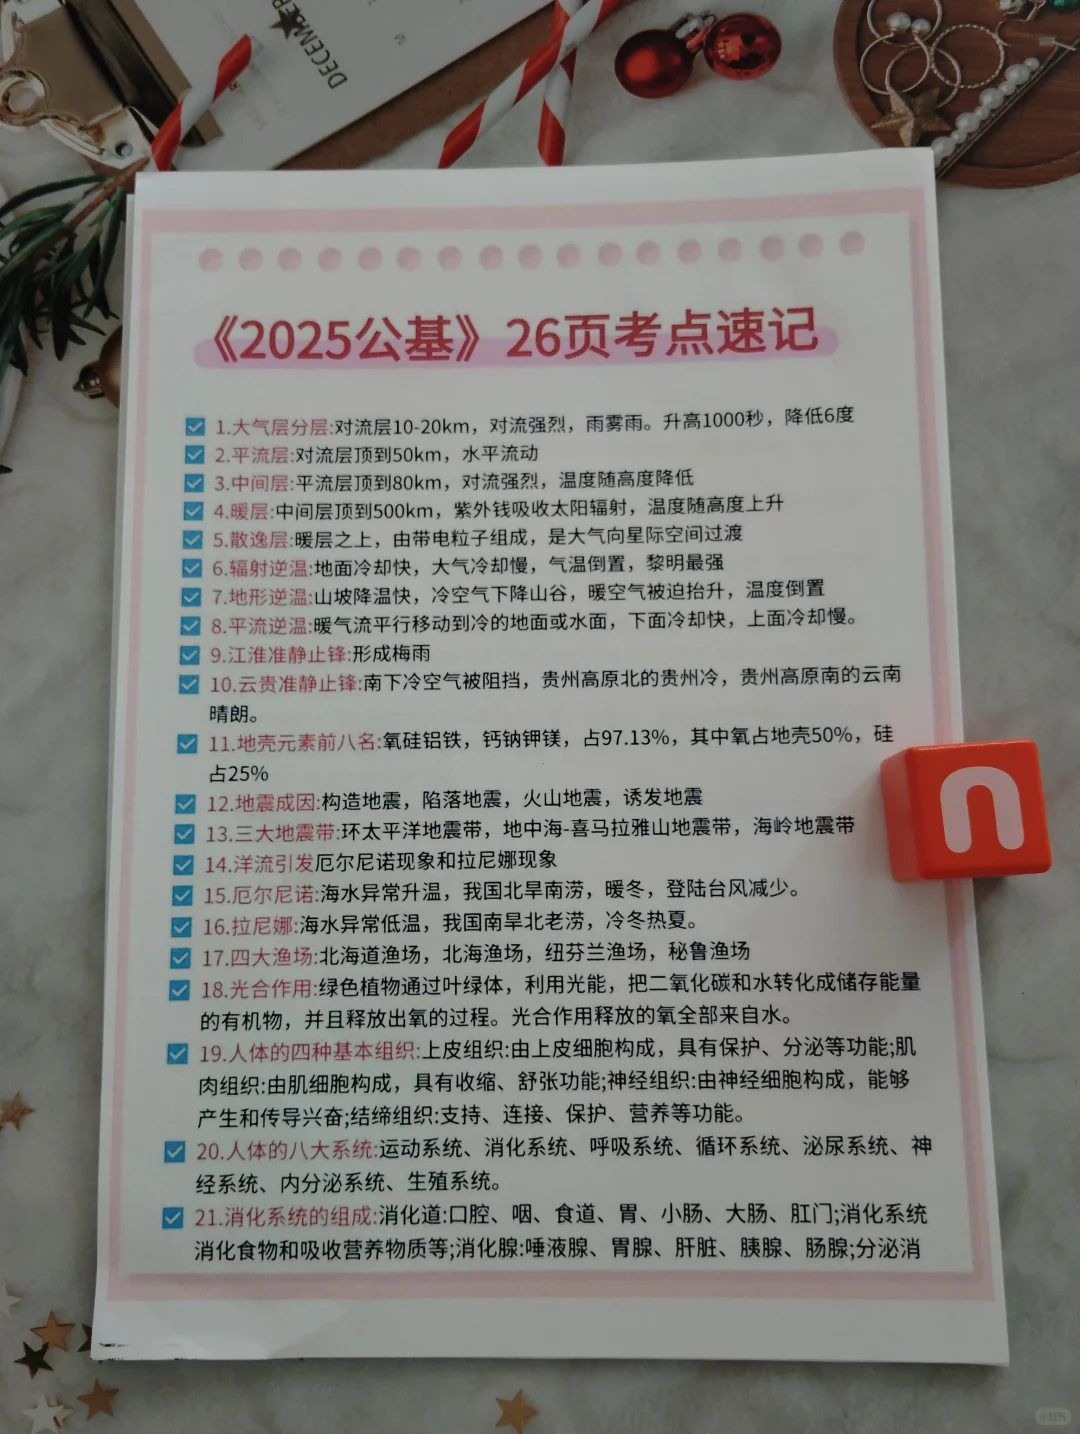 DECEMBER
《2025公基》26页考点速记
1.大气层分层:对流层10-20km，对流强烈，雨雾雨。升高1000秒，降低6度
2.平流层:对流层顶到50km，水平流动
3.中间层:平流层顶到80km，对流强烈，温度随高度降低
4.暖层:中间层顶到500km，紫外钱吸收太阳辐射，温度随高度上升
5.散逸层:暖层之上，由带电粒子组成，是大气向星际空间过渡
6.辐射逆温:地面冷却快，大气冷却慢，气温倒置，黎明最强
7.地形逆温:山坡降温快，冷空气下降山谷，暖空气被迫抬升，温度倒置
8.平流逆温:暖气流平行移动到冷的地面或水面，下面冷却快，上面冷却慢。
9.江淮准静止锋:形成梅雨
10.云贵准静止锋:南下冷空气被阻挡，贵州高原北的贵州冷，贵州高原南的云南
晴朗。
11.地壳元素前八名:氧硅铝铁，钙钠钾镁，占97.13%，其中氧占地壳50%，硅
占25%
12.地震成因:构造地震，陷落地震，火山地震，诱发地震
13.三大地震带:环太平洋地震带，地中海-喜马拉雅山地震带，海岭地震带
14.洋流引发厄尔尼诺现象和拉尼娜现象
15.厄尔尼诺:海水异常升温，我国北旱南涝，暖冬，登陆台风减少。
16.拉尼娜:海水异常低温，我国南旱北老涝，冷冬热夏。
17.四大渔场:北海道渔场，北海渔场，纽芬兰渔场，秘鲁渔场
18.光合作用:绿色植物通过叶绿体，利用光能，把二氧化碳和水转化成储存能量
的有机物，并且释放出氧的过程。光合作用释放的氧全部来自水。
19.人体的四种基本组织:上皮组织:由上皮细胞构成，具有保护、分泌等功能;肌
肉组织:由肌细胞构成，具有收缩、舒张功能;神经组织:由神经细胞构成，能够
产生和传导兴奋;结缔组织:支持、连接、保护、营养等功能。
20.人体的八大系统:运动系统、消化系统、呼吸系统、循环系统、泌尿系统、神
经系统、内分泌系统、生殖系统。
21.消化系统的组成:消化道:口腔、咽、食道、胃、小肠、大肠、肛门;消化系统
消化食物和吸收营养物质等;消化腺:唾液腺、胃腺、肝脏、胰腺、肠腺;分泌消
n
小红书